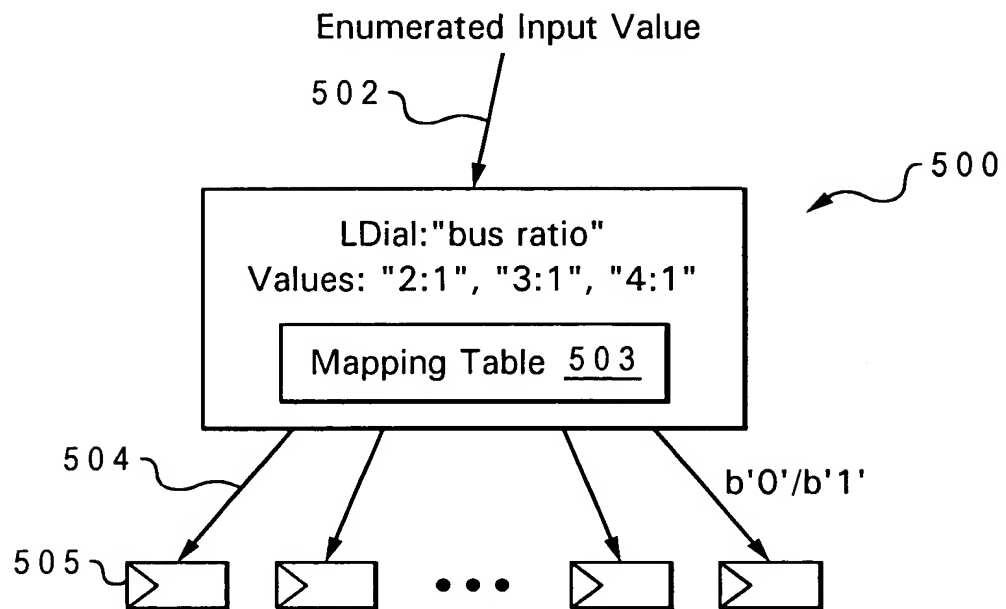 Enumerated Input Value
502
500
LDial:"bus ratio"
Values: "2:1", "3:1", "4:1"
Mapping Table 503
504
b'0'/b'1'
505